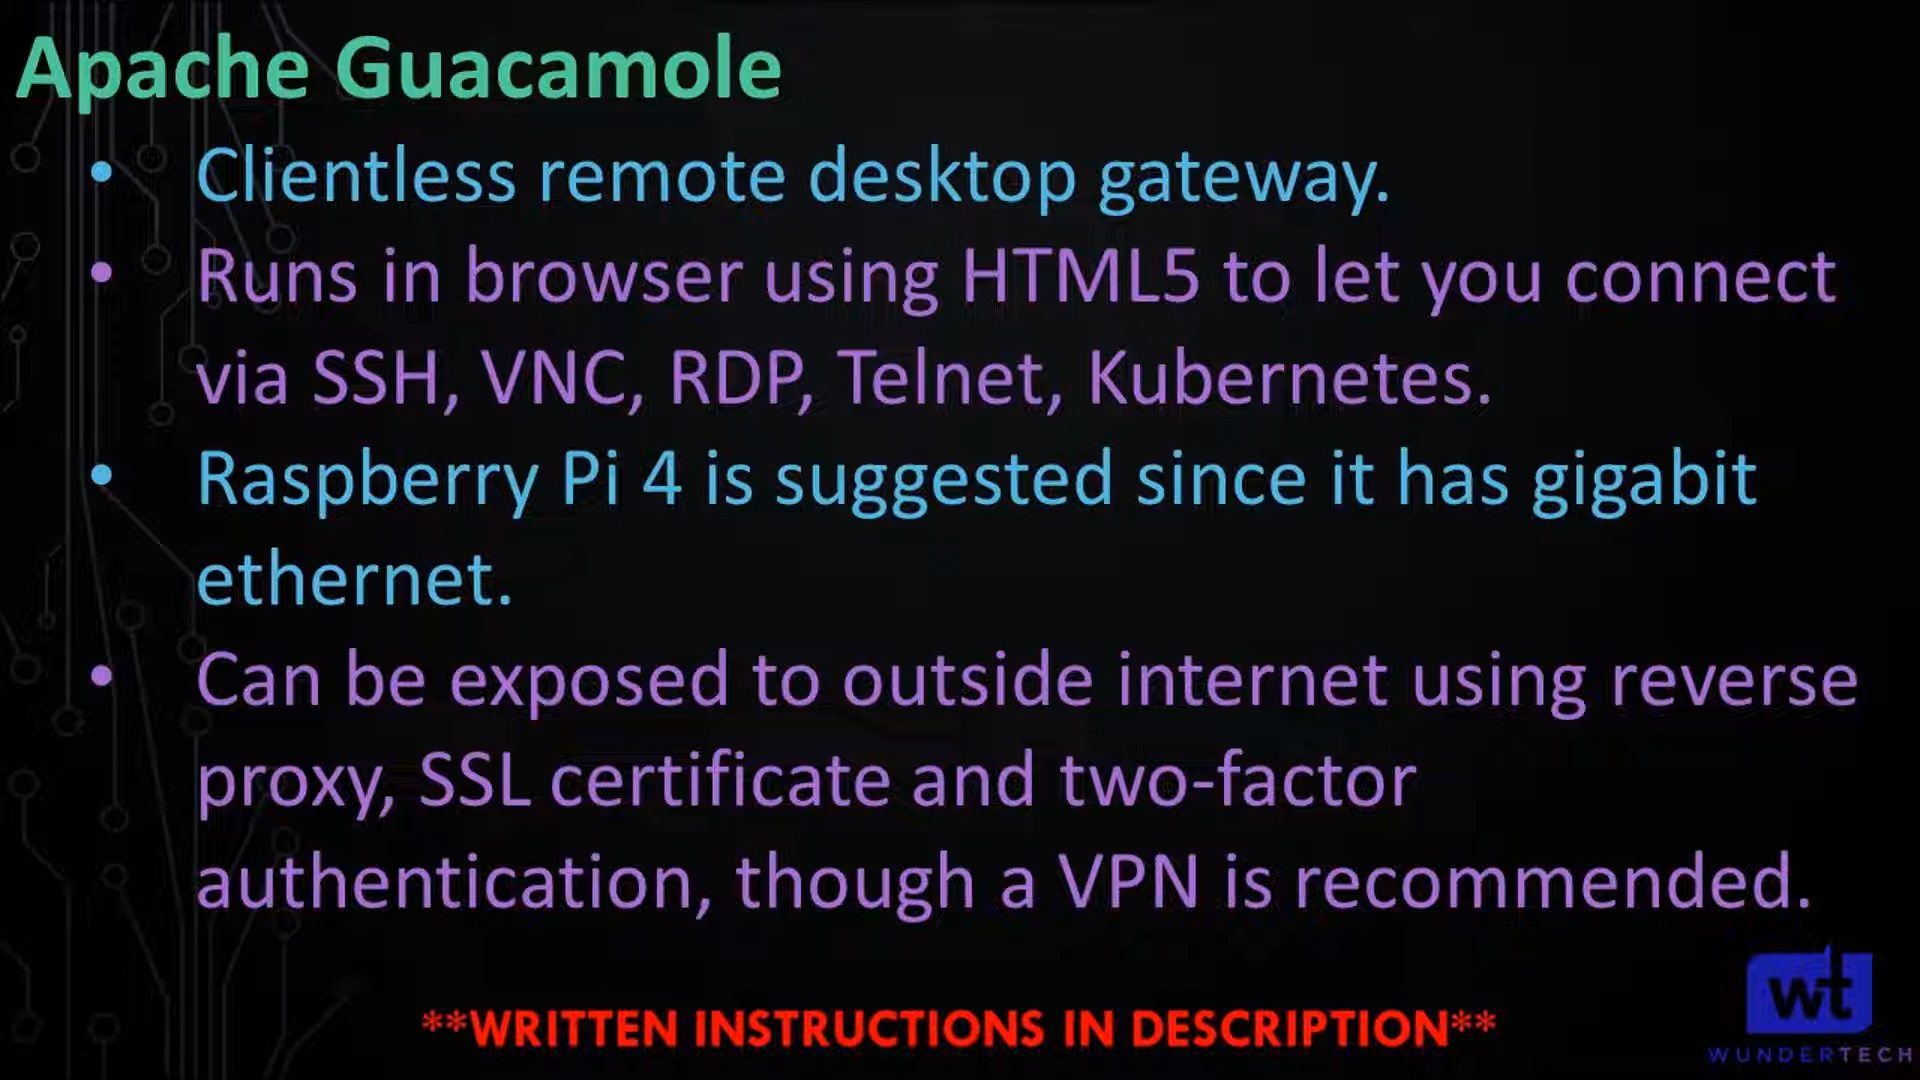 Apache Guacamole
• Clientless remote desktop gateway.
• Runs in browser using HTML5 to let you connect
via SSH, VNC, RDP, Telnet, Kubernetes.
• Raspberry Pi 4 is suggested since it has gigabit
ethernet.
• Can be exposed to outside internet using reverse
proxy, SSL certificate and two-factor
authentication, though a VPN is recommended.
**WRITTEN INSTRUCTIONS IN DESCRIPTION**
wt
WUNDERTECH